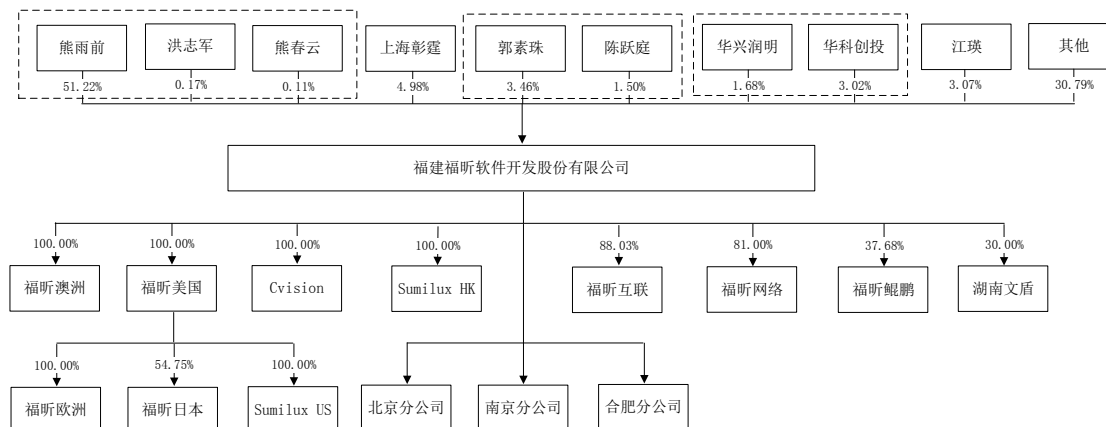 熊雨前
洪志军
熊春云
上海彰霆
郭素珠
陈跃庭
华兴润明
华科创投
江瑛
其他
51.22%
0.17%
0.11%
4.98%
3.46%
1.50%
1.68%
3.02%
3.07%
30.79%
福建福昕软件开发股份有限公司
100.00%
100.00%
100.00%
100.00%
88.03%
81.00%
37.68%
30.00%
福昕澳洲
福昕美国
Cvision
Sumilux HK
福昕互联
福昕网络
福昕鲲鹏
湖南文盾
100.00%
54.75%
100.00%
福昕欧洲
福昕日本
Sumilux US
北京分公司
南京分公司
合肥分公司